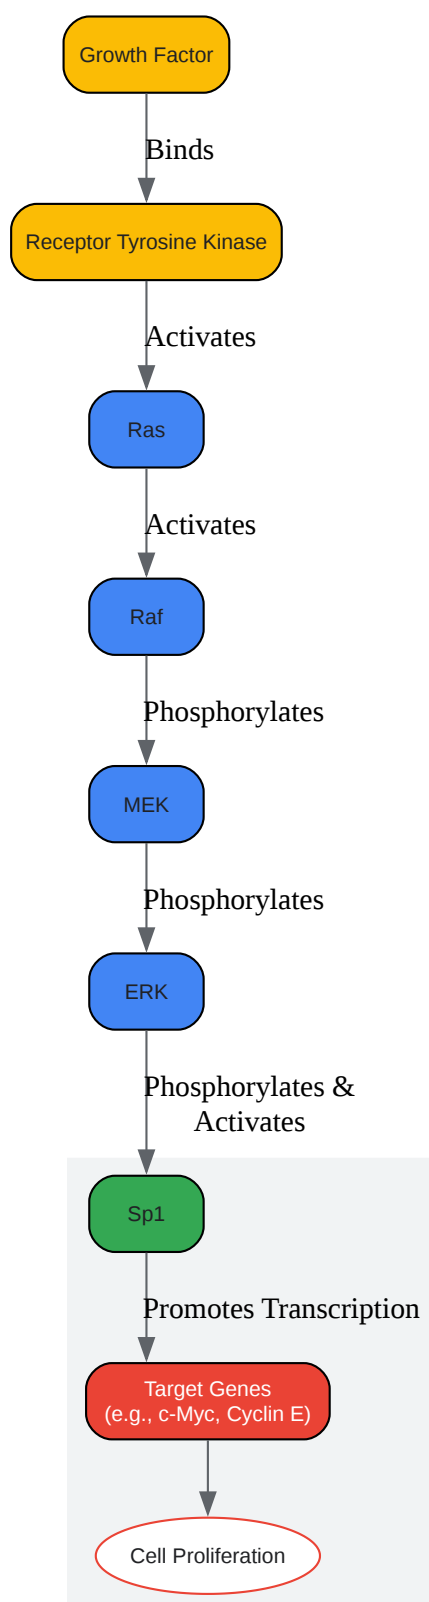 Growth Factor
Binds
Receptor Tyrosine Kinase
Activates
Ras
Activates
Raf
Phosphorylates
MEK
Phosphorylates
ERK
Phosphorylates &
Activates
Sp1
Promotes Transcription
Target Genes
(e.g., c-Myc, Cyclin E)
Cell Proliferation